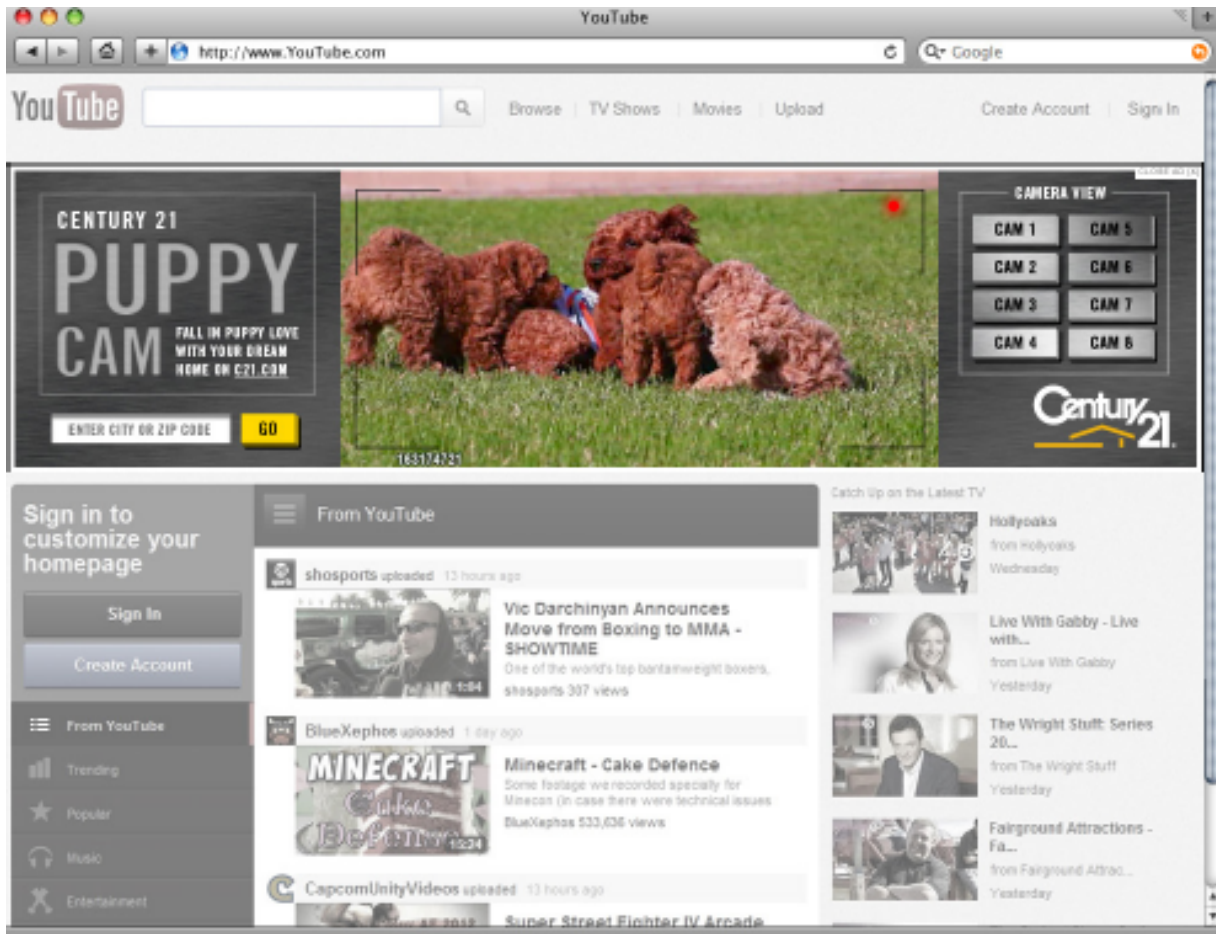 YouTube
http://www.YouTube.com
Google
YouTube
Browse TV Shows Movies Upload
Create Account Sign In
CLOSE AD [X]
CENTURY 21
PUPPY
CAM
FALL IN PUPPY LOVE
WITH YOUR DREAM
HOME ON C21.COM
ENTER CITY OR ZIP CODE GO
163174721
CAMERA VIEW
CAM 1 CAM 5
CAM 2 CAM 6
CAM 3 CAM 7
CAM 4 CAM 8
Century 21
Sign in to
customize your
homepage
Sign In
Create Account
From YouTube
Trending
Popular
Music
Entertainment
From YouTube
shosports uploaded 13 hours ago
Vic Darchinyan Announces
Move from Boxing to MMA -
SHOWTIME
One of the world's top bantamweight boxers,
shosports 307 views
1:04
BlueXephos uploaded 1 day ago
MINECRAFT
Cake
Defence
15:24
Minecraft - Cake Defence
Some footage we recorded specially for
Minecon (in case there were technical issues
BlueXephos 533,636 views
CapcomUnityVideos uploaded 13 hours ago
Super Street Fighter IV Arcade
Catch Up on the Latest TV
Hollyoaks
from Hollyoaks
Wednesday
Live With Gabby - Live
with...
from Live With Gabby
Yesterday
The Wright Stuff: Series
20...
from The Wright Stuff
Yesterday
Fairground Attractions -
Fa...
from Fairground Attrac...
Yesterday